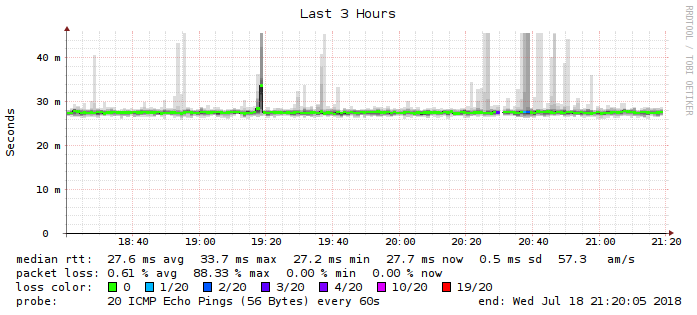 Last 3 Hours
RRDTOOL / TOBI OETIKER
Seconds
40 m
30 m
20 m
10 m
0
18:40 19:00 19:20 19:40 20:00 20:20 20:40 21:00 21:20
median rtt: 27.6 ms avg 33.7 ms max 27.2 ms min 27.7 ms now 0.5 ms sd 57.3 am/s
packet loss: 0.61 % avg 88.33 % max 0.00 % min 0.00 % now
loss color: 0 1/20 2/20 3/20 4/20 10/20 19/20
probe: 20 ICMP Echo Pings (56 Bytes) every 60s end: Wed Jul 18 21:20:05 2018